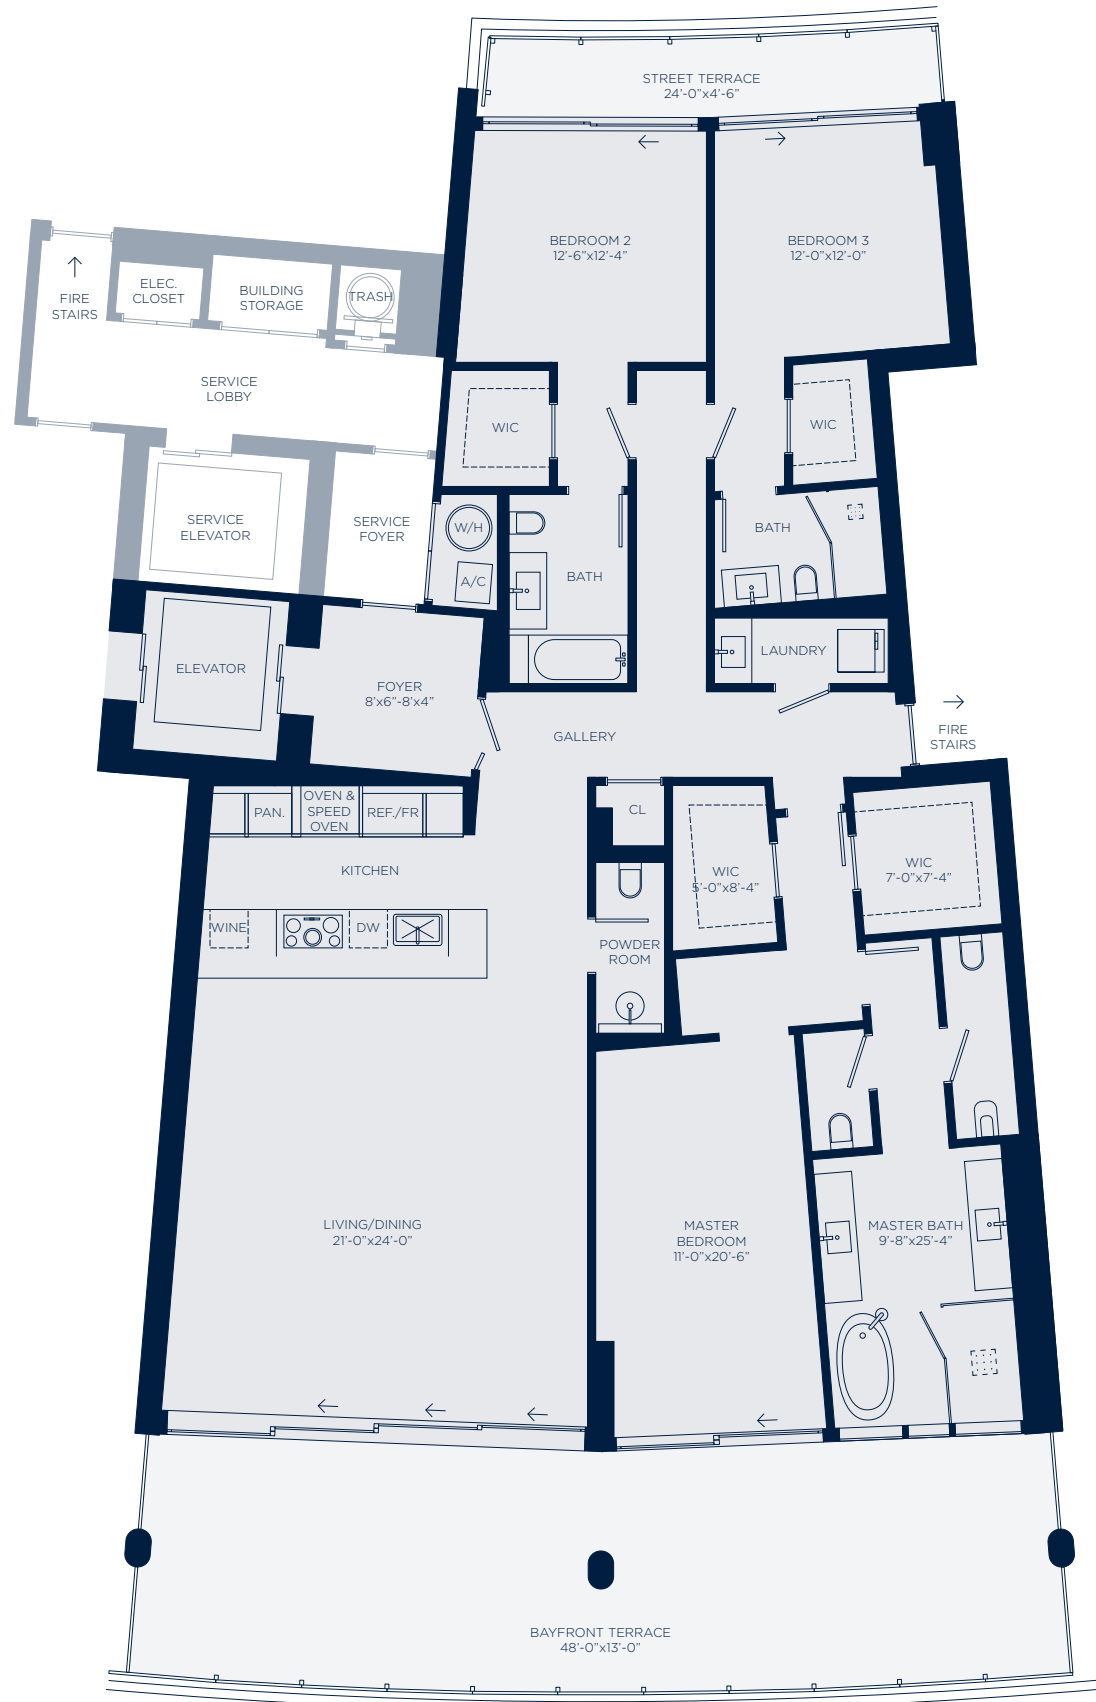 STREET TERRACE
24'-0"x4'-6"
BEDROOM 2
12'-6"x12'-4"
BEDROOM 3
12'-0"x12'-0"
FIRE
STAIRS
ELEC.
CLOSET
BUILDING
STORAGE
TRASH
SERVICE
LOBBY
WIC
WIC
SERVICE
ELEVATOR
SERVICE
FOYER
W/H
A/C
BATH
BATH
ELEVATOR
FOYER
8'x6"-8'x4"
LAUNDRY
GALLERY
FIRE
STAIRS
PAN.
OVEN &
SPEED
OVEN
REF./FR
CL
KITCHEN
WIC
5'-0"x8'-4"
WIC
7'-0"x7'-4"
WINE
DW
POWDER
ROOM
LIVING/DINING
21'-0"x24'-0"
MASTER
BEDROOM
11'-0"x20'-6"
MASTER BATH
9'-8"x25'-4"
BAYFRONT TERRACE
48'-0"x13'-0"